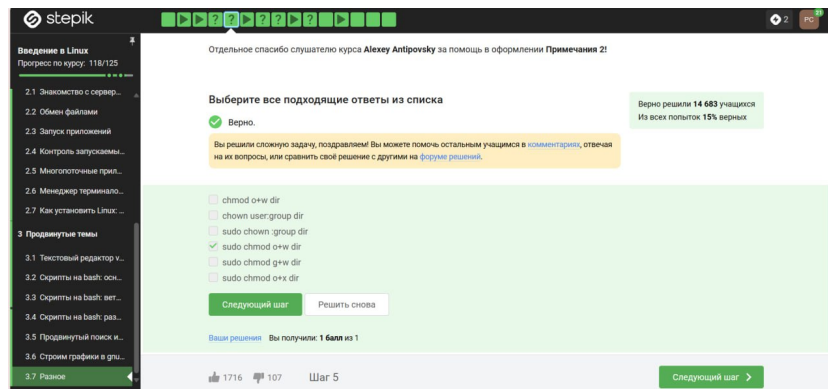 stepik
2
PC
21
Введение в Linux
Прогресс по курсу: 118/125
2.1 Знакомство с сервер...
2.2 Обмен файлами
2.3 Запуск приложений
2.4 Контроль запускаемы...
2.5 Многопоточные прил...
2.6 Менеджер терминало...
2.7 Как установить Linux: ...
3 Продвинутые темы
3.1 Текстовый редактор v...
3.2 Скрипты на bash: осн...
3.3 Скрипты на bash: вет...
3.4 Скрипты на bash: раз...
3.5 Продвинутый поиск и...
3.6 Строим графики в gnu...
3.7 Разное
Отдельное спасибо слушателю курса Alexey Antipovsky за помощь в оформлении Примечания 2!
Выберите все подходящие ответы из списка
Верно решили 14 683 учащихся
Из всех попыток 15% верных
Верно.
Вы решили сложную задачу, поздравляем! Вы можете помочь остальным учащимся в комментариях, отвечая
на их вопросы, или сравнить своё решение с другими на форуме решений.
chmod o+w dir
chown user:group dir
sudo chown :group dir
sudo chmod o+w dir
sudo chmod g+w dir
sudo chmod o+x dir
Следующий шаг
Решить снова
Ваши решения Вы получили: 1 балл из 1
1716 107 Шаг 5
Следующий шаг